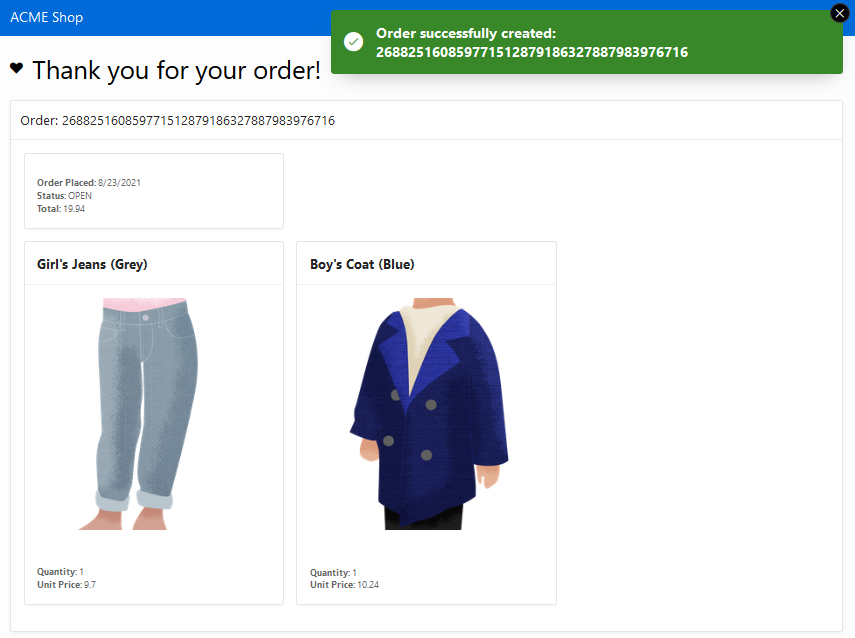 ACME Shop
Order successfully created:
268825160859771512879186327887983976716
Thank you for your order!
Order: 268825160859771512879186327887983976716
Order Placed: 8/23/2021
Status: OPEN
Total: 19.94
Girl's Jeans (Grey)
Quantity: 1
Unit Price: 9.7
Boy's Coat (Blue)
Quantity: 1
Unit Price: 10.24